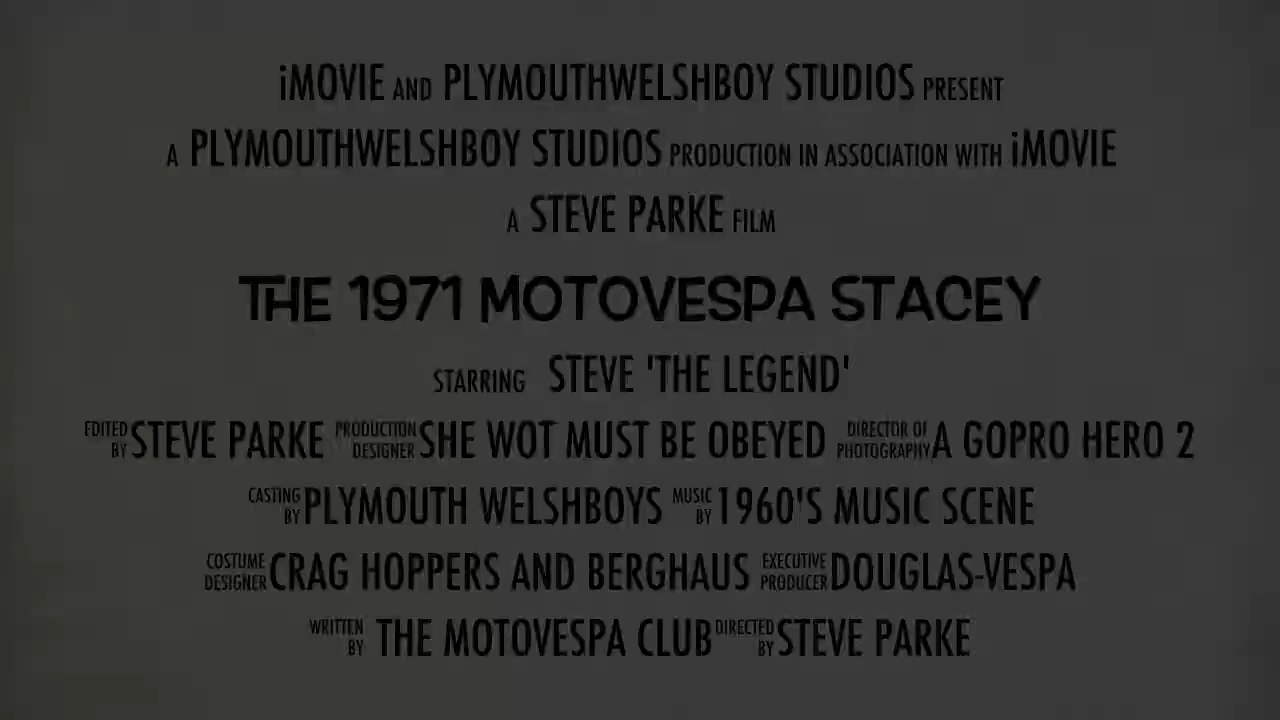 iMOVIE AND PLYMOUTHWELSHBOY STUDIOS PRESENT
A PLYMOUTHWELSHBOY STUDIOS PRODUCTION IN ASSOCIATION WITH iMOVIE
A STEVE PARKE FILM
THE 1971 MOTOVESPA STACEY
STARRING STEVE 'THE LEGEND'
EDITED BY STEVE PARKE PRODUCTION DESIGNER SHE WOT MUST BE OBEYED DIRECTOR OF PHOTOGRAPHY A GOPRO HERO 2
CASTING BY PLYMOUTH WELSHBOYS MUSIC BY 1960'S MUSIC SCENE
COSTUME DESIGNER CRAG HOPPERS AND BERGHAUS EXECUTIVE PRODUCER DOUGLAS-VESPA
WRITTEN BY THE MOTOVESPA CLUB DIRECTED BY STEVE PARKE